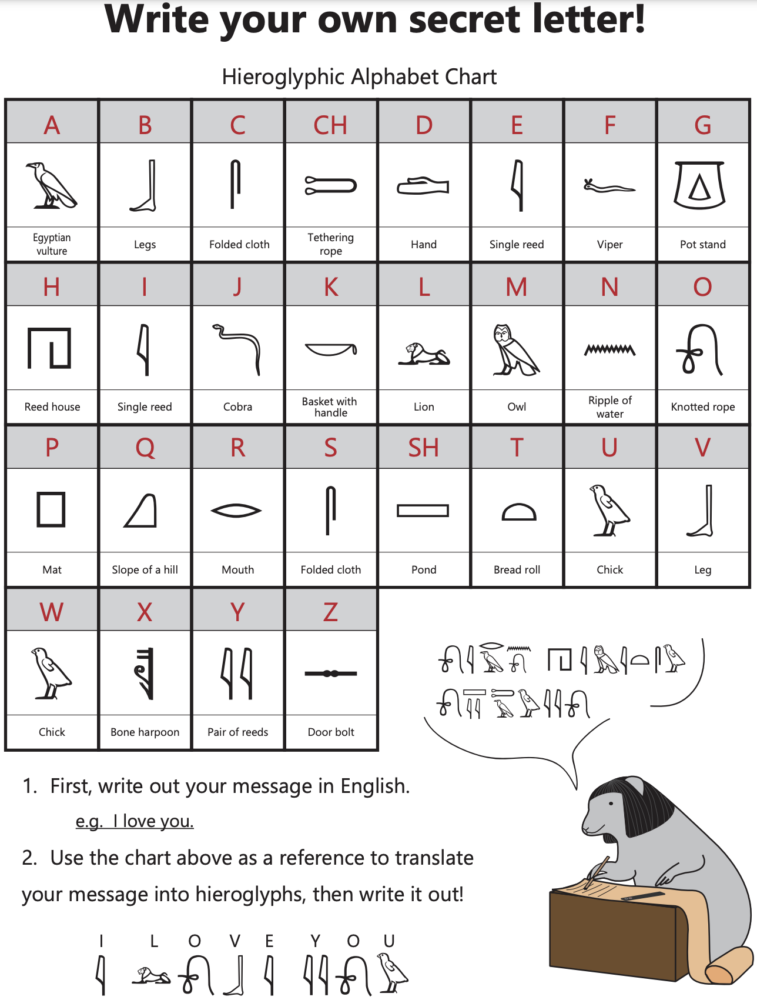 Write your own secret letter!
Hieroglyphic Alphabet Chart
A B C CH D E F G
Egyptian vulture Legs Folded cloth Tethering rope Hand Single reed Viper Pot stand
H I J K L M N O
Reed house Single reed Cobra Basket with handle Lion Owl Ripple of water Knotted rope
P Q R S SH T U V
Mat Slope of a hill Mouth Folded cloth Pond Bread roll Chick Leg
W X Y Z
Chick Bone harpoon Pair of reeds Door bolt
1. First, write out your message in English.
e.g. I love you.
2. Use the chart above as a reference to translate
your message into hieroglyphs, then write it out!
I L O V E Y O U